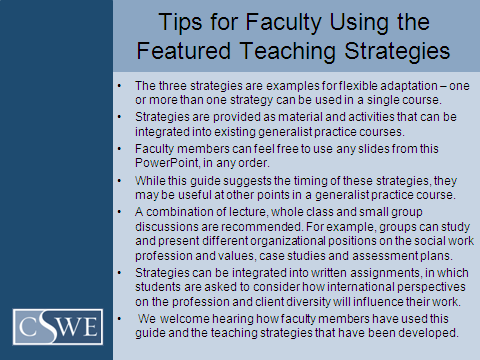 Tips for Faculty Using the
Featured Teaching Strategies
• The three strategies are examples for flexible adaptation – one
or more than one strategy can be used in a single course.
• Strategies are provided as material and activities that can be
integrated into existing generalist practice courses.
• Faculty members can feel free to use any slides from this
PowerPoint, in any order.
• While this guide suggests the timing of these strategies, they
may be useful at other points in a generalist practice course.
• A combination of lecture, whole class and small group
discussions are recommended. For example, groups can study
and present different organizational positions on the social work
profession and values, case studies and assessment plans.
• Strategies can be integrated into written assignments, in which
students are asked to consider how international perspectives
on the profession and client diversity will influence their work.
• We welcome hearing how faculty members have used this
guide and the teaching strategies that have been developed.
CSWE